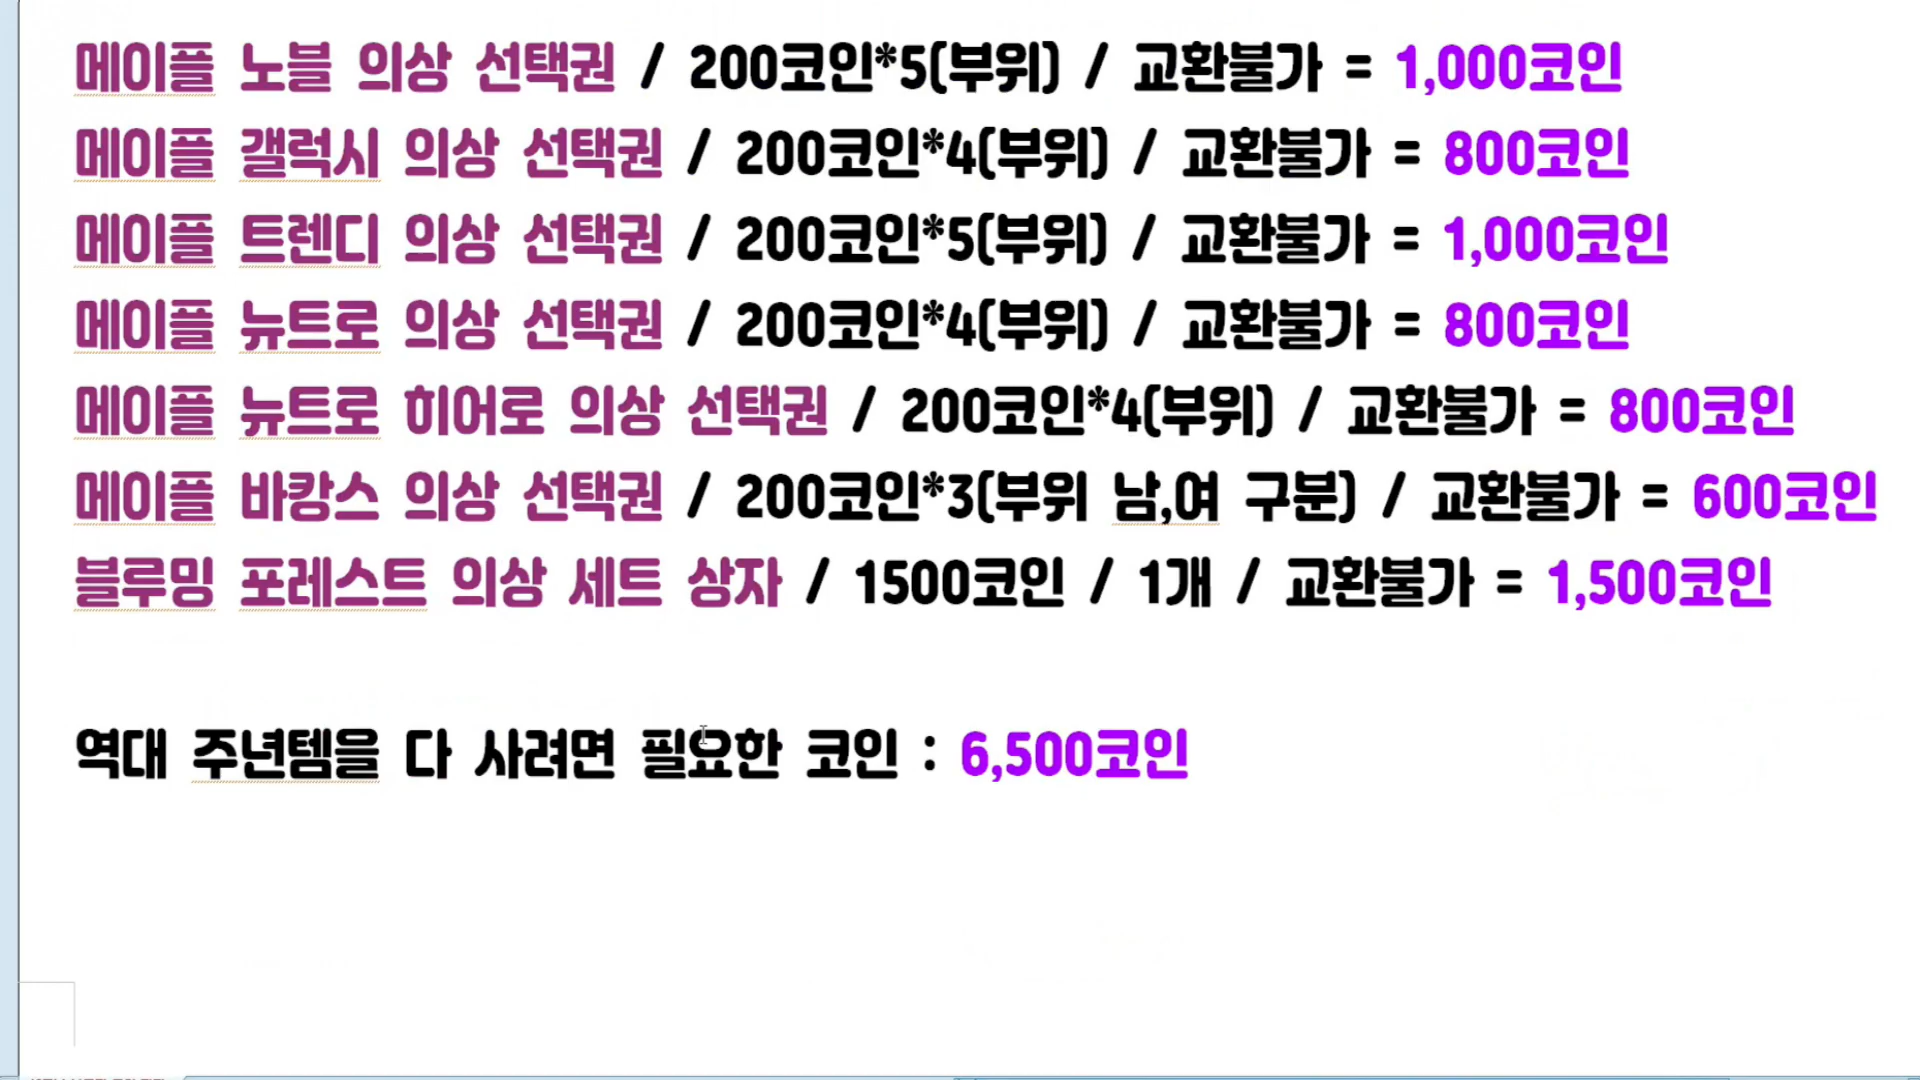 메이플 노블 의상 선택권 / 200코인*5(부위) / 교환불가 = 1,000코인
메이플 갤럭시 의상 선택권 / 200코인*4(부위) / 교환불가 = 800코인
메이플 트렌디 의상 선택권 / 200코인*5(부위) / 교환불가 = 1,000코인
메이플 뉴트로 의상 선택권 / 200코인*4(부위) / 교환불가 = 800코인
메이플 뉴트로 히어로 의상 선택권 / 200코인*4(부위) / 교환불가 = 800코인
메이플 바캉스 의상 선택권 / 200코인*3(부위 남,여 구분) / 교환불가 = 600코인
블루밍 포레스트 의상 세트 상자 / 1500코인 / 1개 / 교환불가 = 1,500코인
역대 주년템을 다 사려면 필요한 코인 : 6,500코인